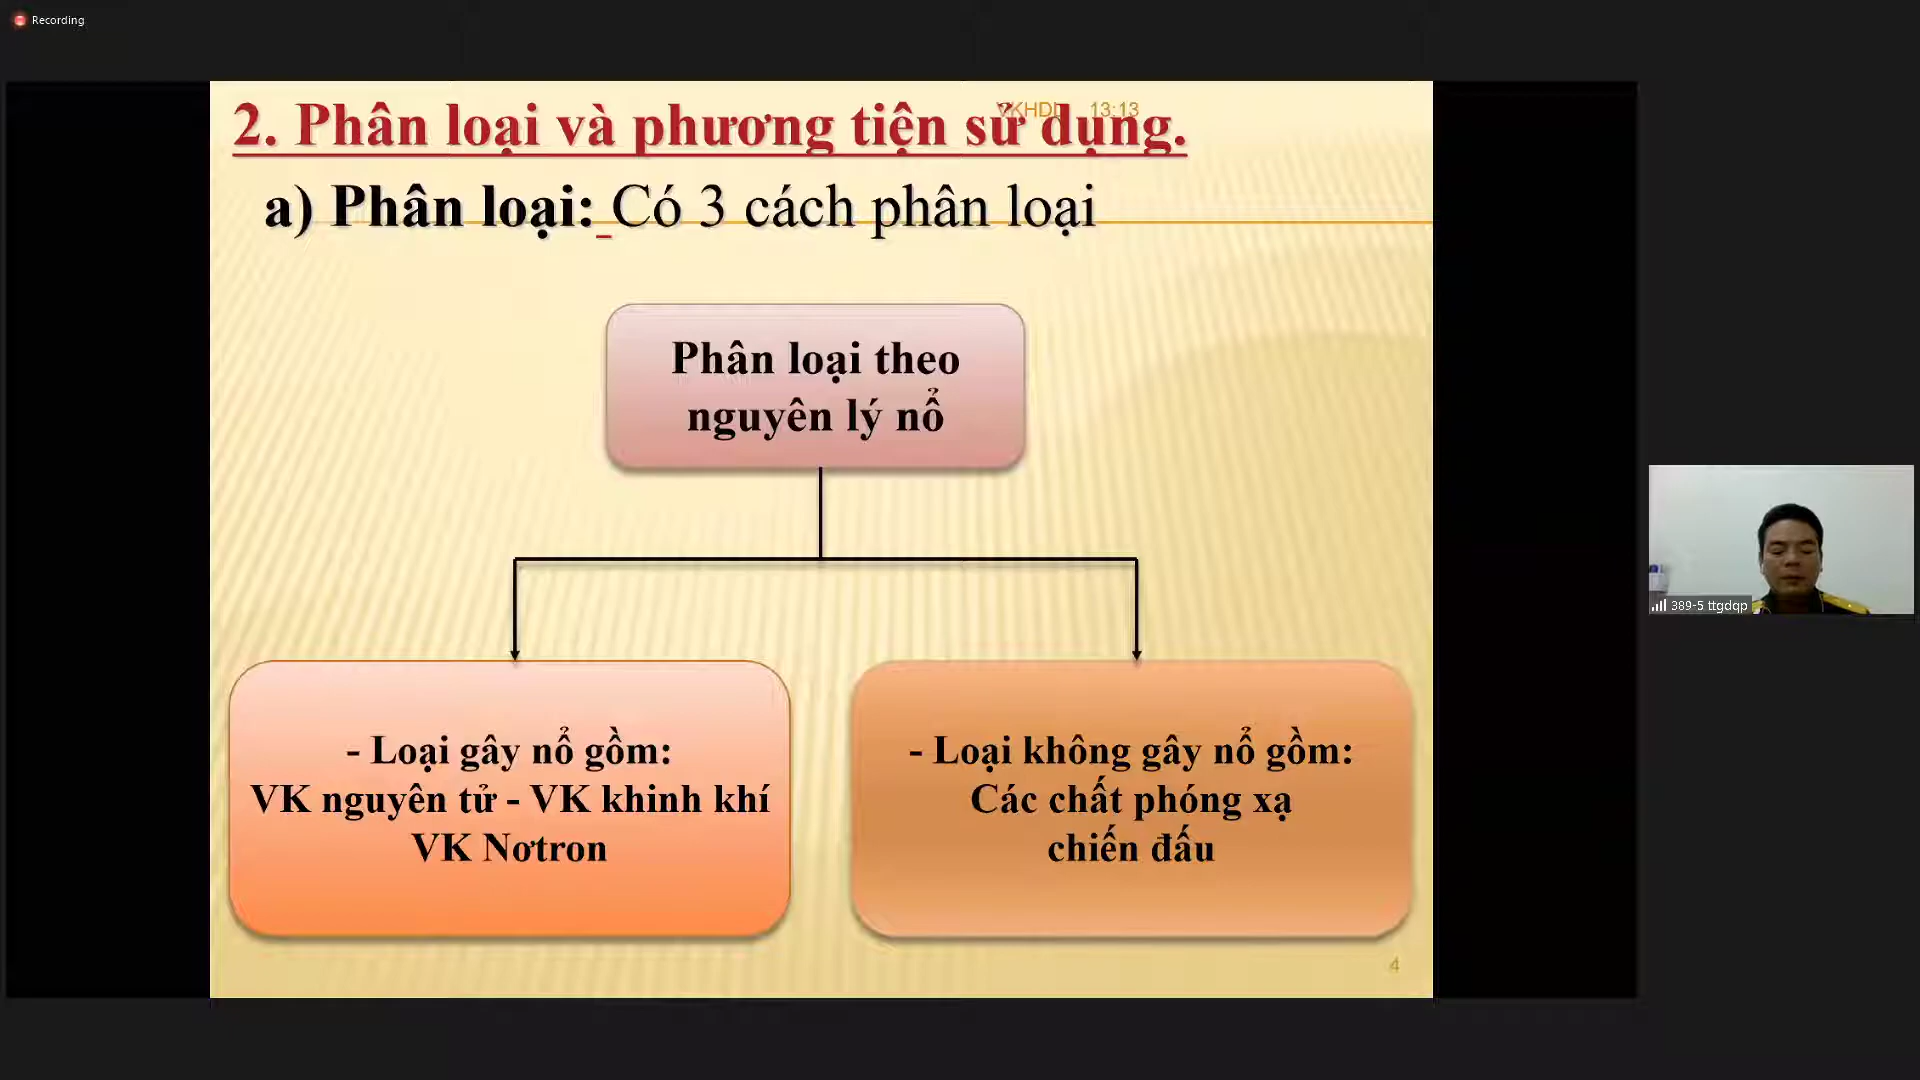 Recording
VKHDL 13:13
2. Phân loại và phương tiện sử dụng.
a) Phân loại: Có 3 cách phân loại
Phân loại theo
nguyên lý nổ
- Loại gây nổ gồm:
VK nguyên tử - VK khinh khí
VK Nơtron
- Loại không gây nổ gồm:
Các chất phóng xạ
chiến đấu
389-5 ttgdqp
4